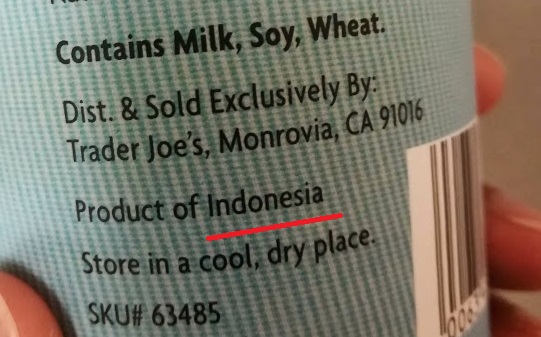 Contains Milk, Soy, Wheat.
Dist. & Sold Exclusively By:
Trader Joe's, Monrovia, CA 91016
Product of Indonesia
Store in a cool, dry place.
SKU# 63485